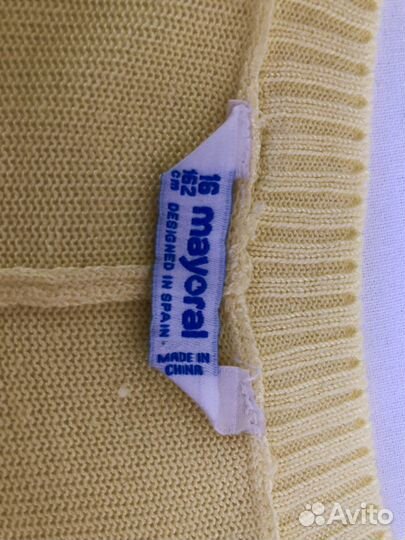 16
162
cm
mayoral
DESIGNED IN SPAIN.
MADE IN
CHINA
Avito